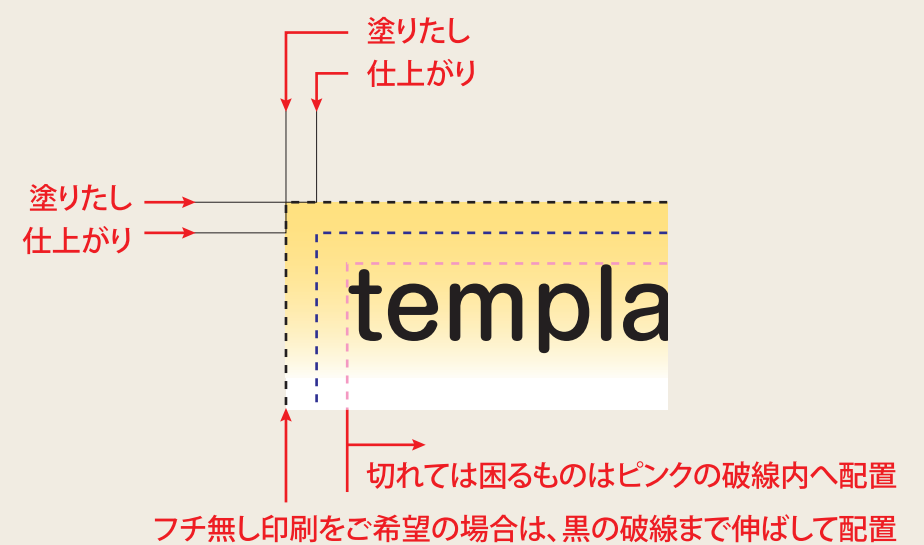 塗りたし
仕上がり
塗りたし
仕上がり
templa
切れては困るものはピンクの破線内へ配置
フチ無し印刷をご希望の場合は、黒の破線まで伸ばして配置